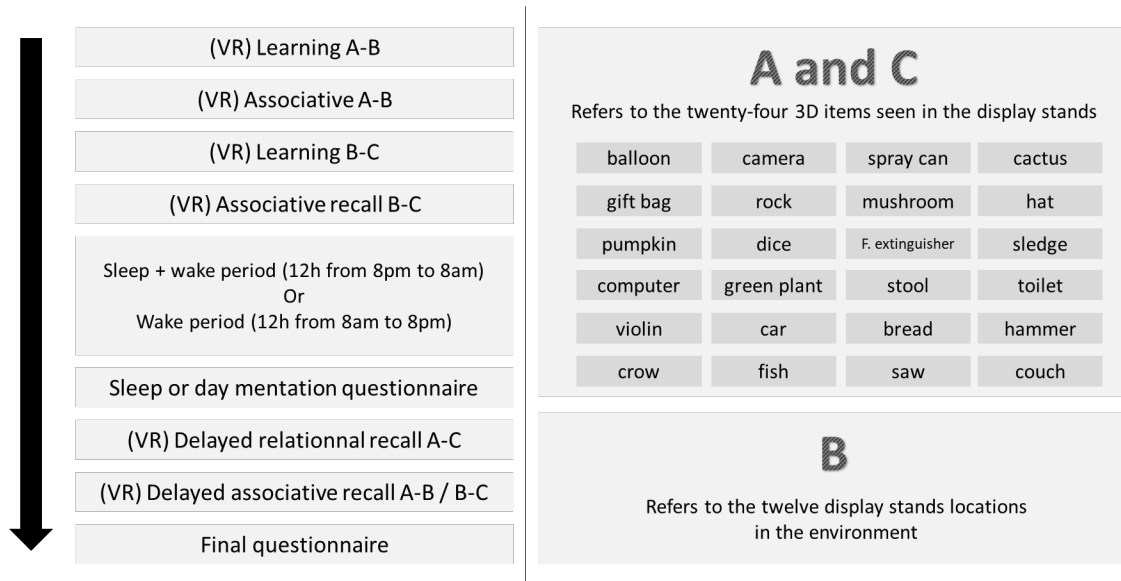 (VR) Learning A-B
(VR) Associative A-B
(VR) Learning B-C
(VR) Associative recall B-C
Sleep + wake period (12h from 8pm to 8am)
Or
Wake period (12h from 8am to 8pm)
Sleep or day mentation questionnaire
(VR) Delayed relationnal recall A-C
(VR) Delayed associative recall A-B / B-C
Final questionnaire
A and C
Refers to the twenty-four 3D items seen in the display stands
balloon camera spray can cactus
gift bag rock mushroom hat
pumpkin dice F. extinguisher sledge
computer green plant stool toilet
violin car bread hammer
crow fish saw couch
B
Refers to the twelve display stands locations
in the environment